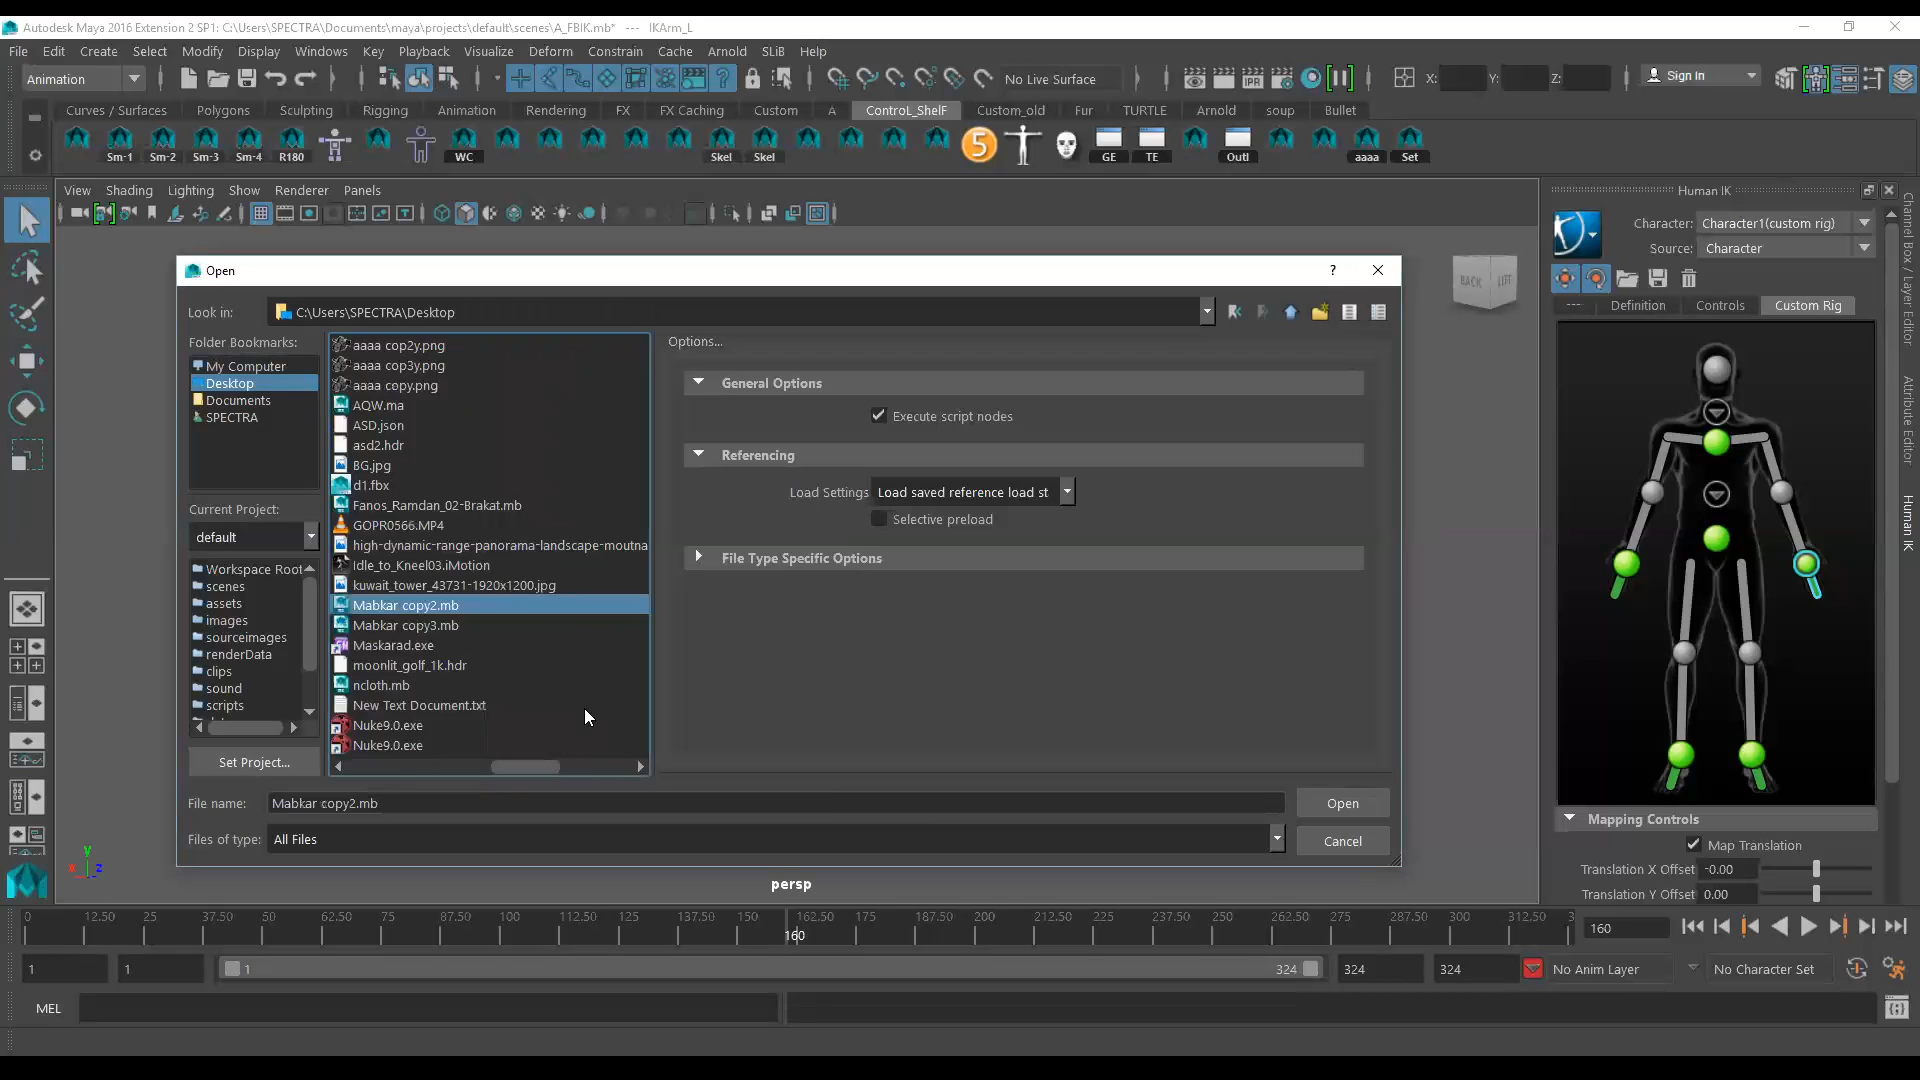 Autodesk Maya 2016 Extension 2 SP1: C:\Users\SPECTRA\Documents\maya\projects\default\scenes\A_FBIK.mb* --- IKArm_L
File Edit Create Select Modify Display Windows Key Playback Visualize Deform Constrain Cache Arnold SLiB Help
Animation No Live Surface X: Y: Z: Sign In
Curves / Surfaces Polygons Sculpting Rigging Animation Rendering FX FX Caching Custom A ControL_ShelF Custom_old Fur TURTLE Arnold soup Bullet
Sm-1 Sm-2 Sm-3 Sm-4 R180 WC Skel Skel 5 GE TE Outl aaaa Set
View Shading Lighting Show Renderer Panels
Human IK
Character: Character1(custom rig)
Source: Character
--- Definition Controls Custom Rig
BACK LEFT
Open
?
Look in: C:\Users\SPECTRA\Desktop
Folder Bookmarks:
My Computer
Desktop
Documents
SPECTRA
Current Project:
default
Workspace Root
scenes
assets
images
sourceimages
renderData
clips
sound
scripts
Set Project...
aaaa cop2y.png
aaaa cop3y.png
aaaa copy.png
AQW.ma
ASD.json
asd2.hdr
BG.jpg
d1.fbx
Fanos_Ramdan_02-Brakat.mb
GOPR0566.MP4
high-dynamic-range-panorama-landscape-moutna
Idle_to_Kneel03.iMotion
kuwait_tower_43731-1920x1200.jpg
Mabkar copy2.mb
Mabkar copy3.mb
Maskarad.exe
moonlit_golf_1k.hdr
ncloth.mb
New Text Document.txt
Nuke9.0.exe
Nuke9.0.exe
Options...
General Options
Execute script nodes
Referencing
Load Settings Load saved reference load st
Selective preload
File Type Specific Options
File name: Mabkar copy2.mb
Open
Files of type: All Files
Cancel
Channel Box / Layer Editor
Attribute Editor
Human IK
Mapping Controls
Map Translation
Translation X Offset -0.00
Translation Y Offset 0.00
y
x z
persp
0 12.50 25 37.50 50 62.50 75 87.50 100 112.50 125 137.50 150 162.50 175 187.50 200 212.50 225 237.50 250 262.50 275 287.50 300 312.50 3
160
160
1 1 1 324 324 324 No Anim Layer No Character Set
MEL